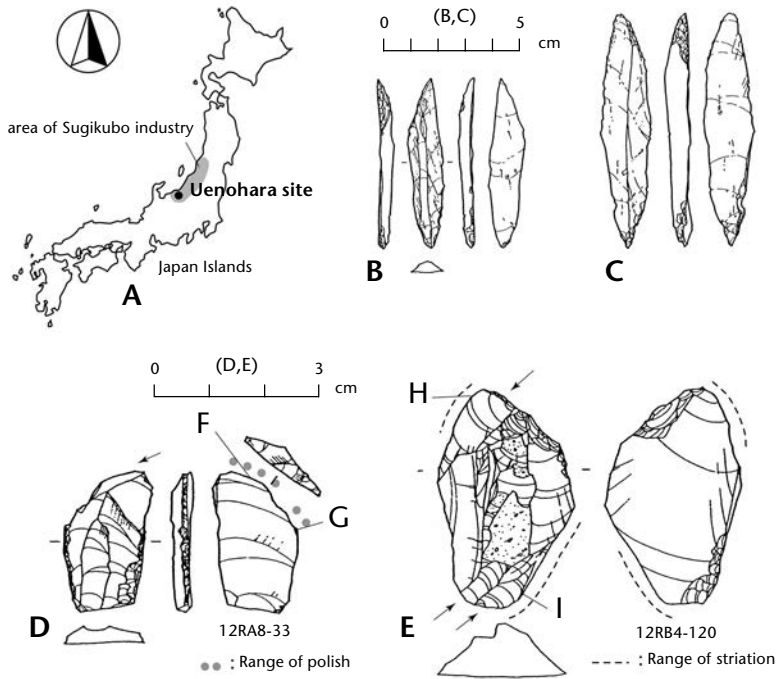 (B,C)
0 5
cm
area of Sugikubo industry
Uenohara site
Japan Islands
A
B
C
(D,E)
0 3
cm
H
F
G
D
12RA8-33
E
I
12RB4-120
: Range of polish
: Range of striation